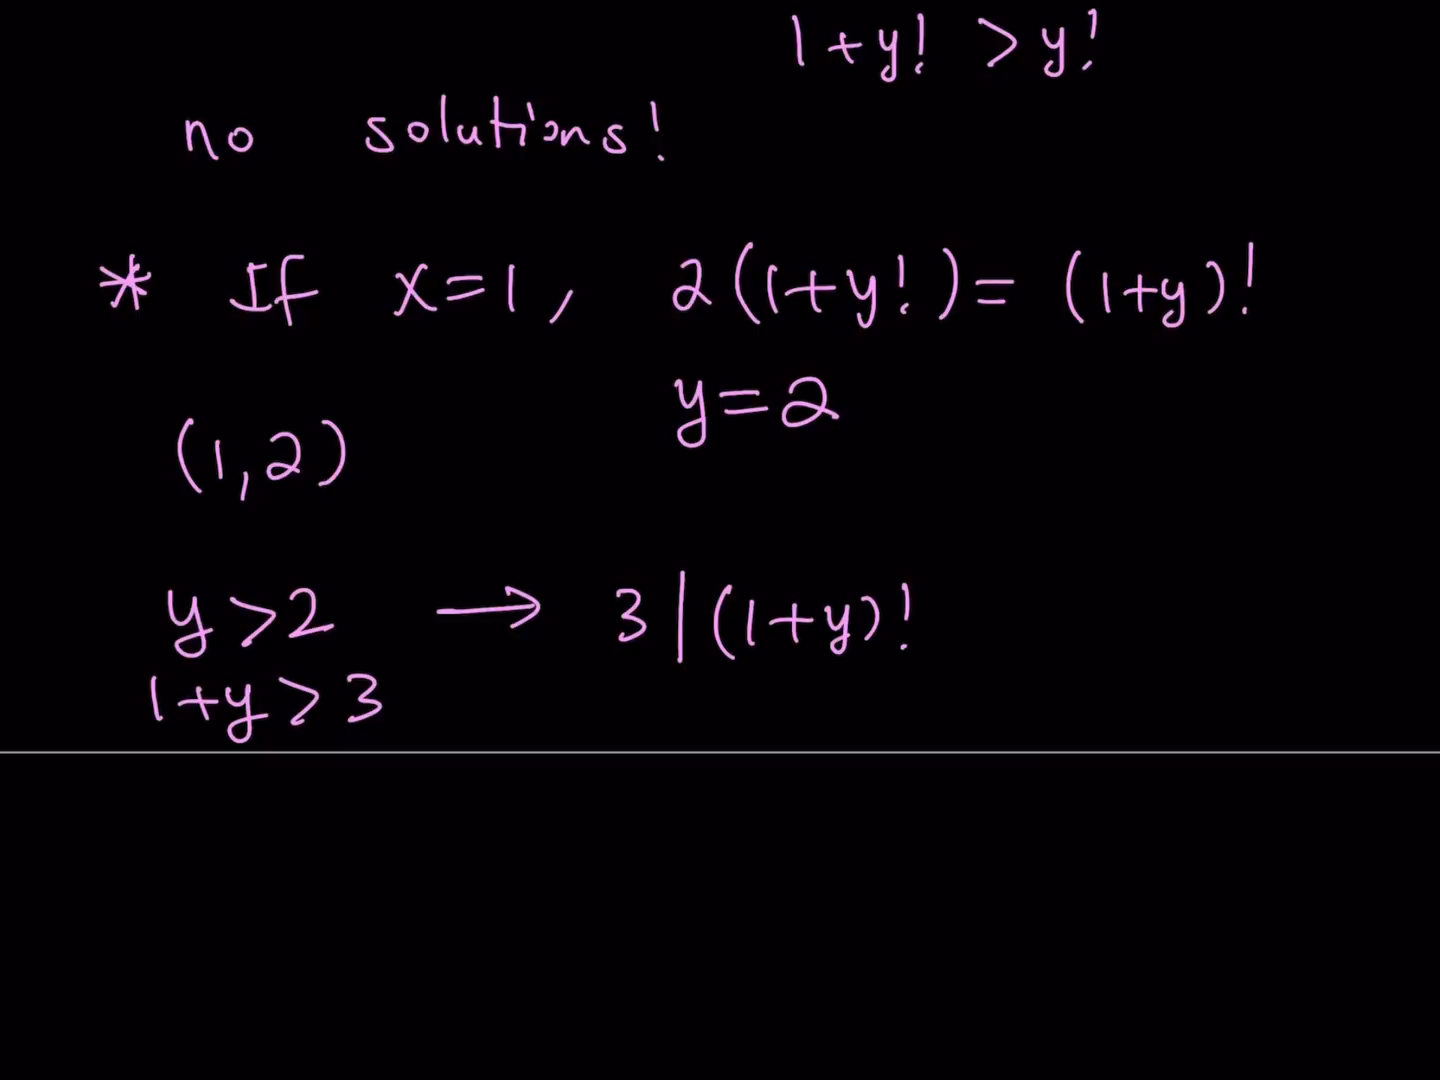 1+y! > y!
no solutions!
* If x=1, 2(1+y!)= (1+y)!
y=2
(1,2)
y>2 → 3|(1+y)!
1+y>3